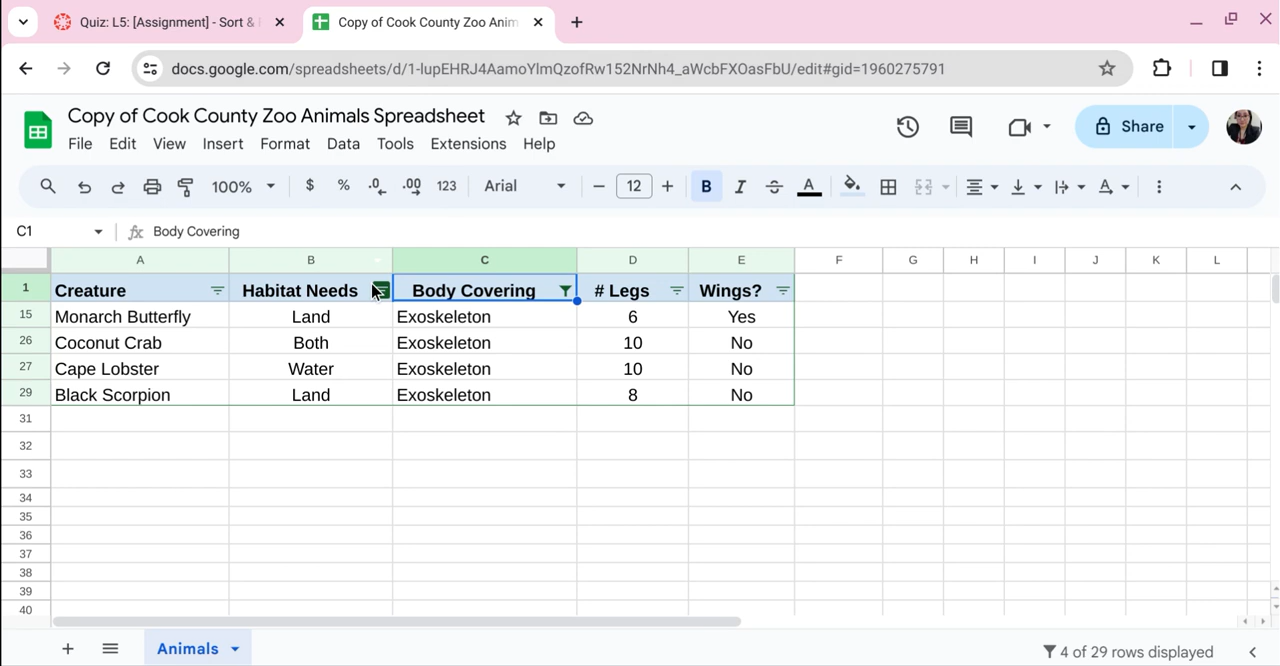 Quiz: L5: [Assignment] - Sort &
Copy of Cook County Zoo Anim
docs.google.com/spreadsheets/d/1-lupEHRJ4AamoYlmQzofRw152NrNh4_aWcbFXOasFbU/edit#gid=1960275791
Copy of Cook County Zoo Animals Spreadsheet
File Edit View Insert Format Data Tools Extensions Help
Share
100% $ % .0 .00 123 Arial 12 B I A A
C1 fx Body Covering
A B C D E F G H I J K L
1 Creature Habitat Needs Body Covering # Legs Wings?
15 Monarch Butterfly Land Exoskeleton 6 Yes
26 Coconut Crab Both Exoskeleton 10 No
27 Cape Lobster Water Exoskeleton 10 No
29 Black Scorpion Land Exoskeleton 8 No
31
32
33
34
35
36
37
38
39
40
Animals
4 of 29 rows displayed